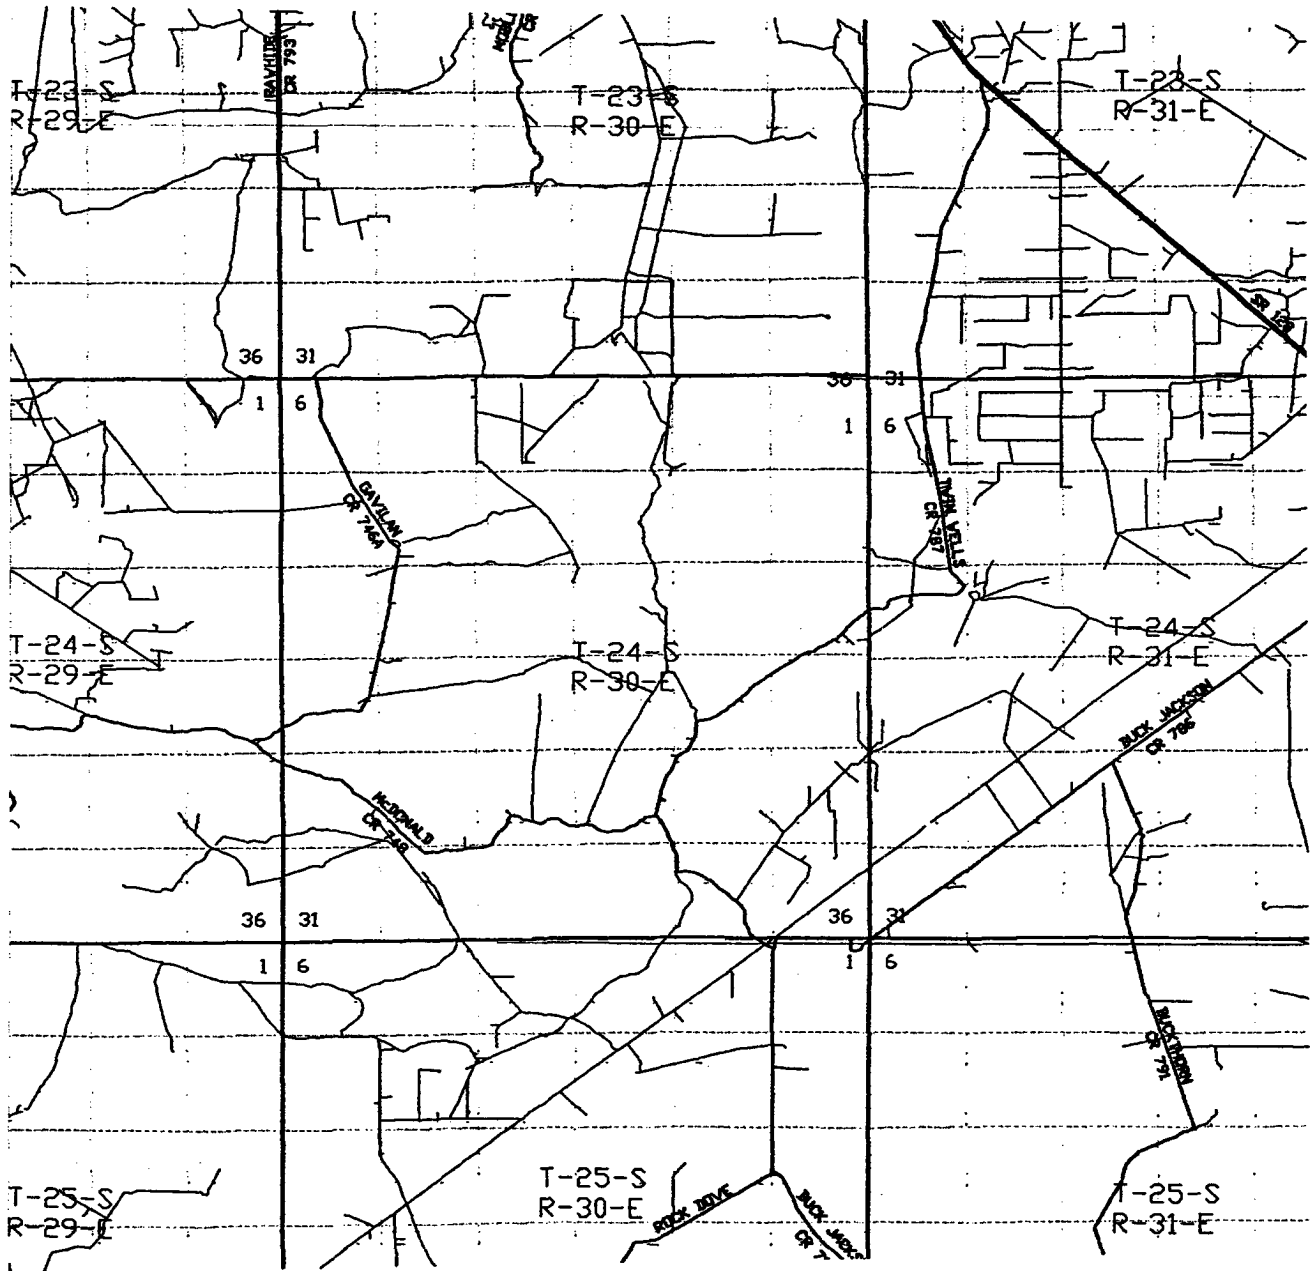 RAWHIDE
CR 793
T-23-S
R-29-E
T-23-S
R-30-E
T-23-S
R-31-E
SR 128
36 31
1 6
36 31
1 6
GAVILAN
CR 746A
TWIN WELLS
CR 787
T-24-S
R-29-E
T-24-S
R-30-E
T-24-S
R-31-E
BUCK JACKSON
CR 786
McDONALD
CR 748
36 31
1 6
36 31
1 6
BUCKTHORN
CR 791
T-25-S
R-29-E
T-25-S
R-30-E
T-25-S
R-31-E
ROCK DOVE
BUCK
CR